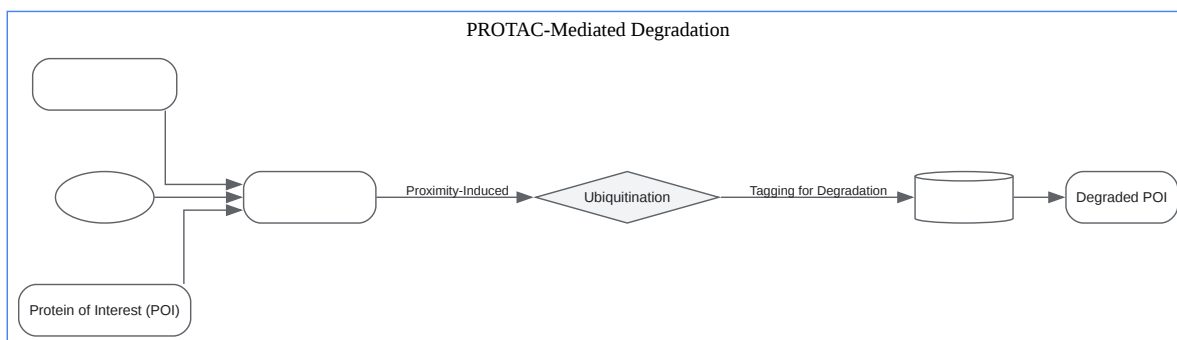 PROTAC-Mediated Degradation
Proximity-Induced
Ubiquitination
Tagging for Degradation
Degraded POI
Protein of Interest (POI)